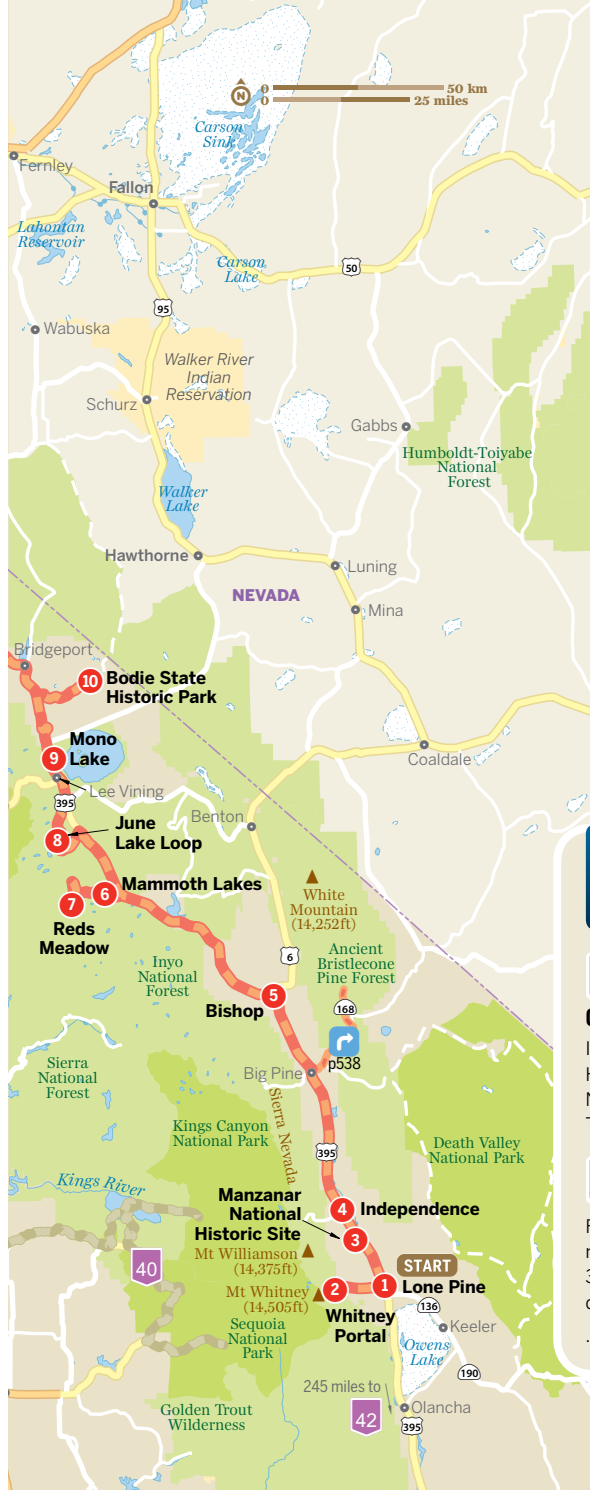 N
0
50 km
0
25 miles
Carson
Sink
Fernley
Fallon
Lahontan
Reservoir
Carson
Lake
50
95
Wabuska
Walker River
Indian
Reservation
Schurz
Gabbs
Humboldt-Toiyabe
National
Forest
Walker
Lake
Hawthorne
Luning
NEVADA
Mina
Bridgeport
10
Bodie State
Historic Park
Mono
Lake
9
Coaldale
Lee Vining
395
June
Lake Loop
8
Benton
Mammoth Lakes
6
7
Reds
Meadow
White
Mountain
(14,252ft)
Ancient
Bristlecone
Pine Forest
6
Inyo
National
Forest
5
Bishop
168
p538
Big Pine
Sierra
National
Forest
Sierra Nevada
Kings Canyon
National Park
Death Valley
National Park
395
Kings River
Manzanar
National
Historic Site
4
Independence
3
Mt Williamson
(14,375ft)
40
START
1
Lone Pine
2
Mt Whitney
(14,505ft)
Whitney
Portal
136
Keeler
Sequoia
National
Park
Owens
Lake
190
245 miles to
42
Olancha
395
Golden Trout
Wilderness